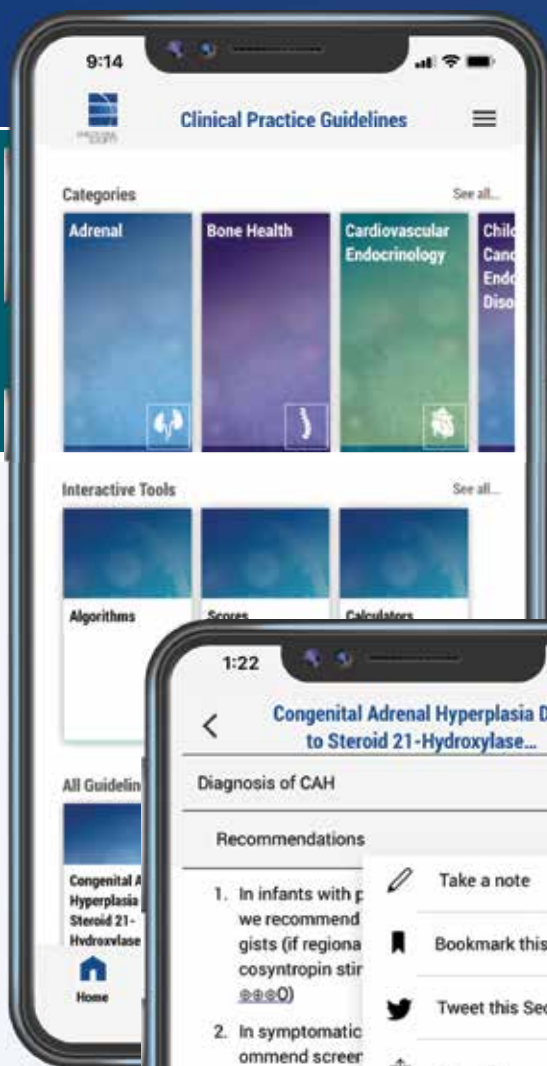 9:14
Clinical Practice Guidelines
Categories
See all...
Adrenal
Bone Health
Cardiovascular
Endocrinology
Interactive Tools
See all...
Algorithms
Scores
Calculators
All Guidelin
Congenital A
Hyperplasia
Steroid 21-
Hydroxylase
Home
1:22
Congenital Adrenal Hyperplasia D
to Steroid 21-Hydroxylase...
Diagnosis of CAH
Recommendations
1. In infants with p
we recommend
gists (if regiona
cosyntropin stir
⊕⊕⊕O)
2. In symptomatic
ommend screen
Take a note
Bookmark this
Tweet this Sec